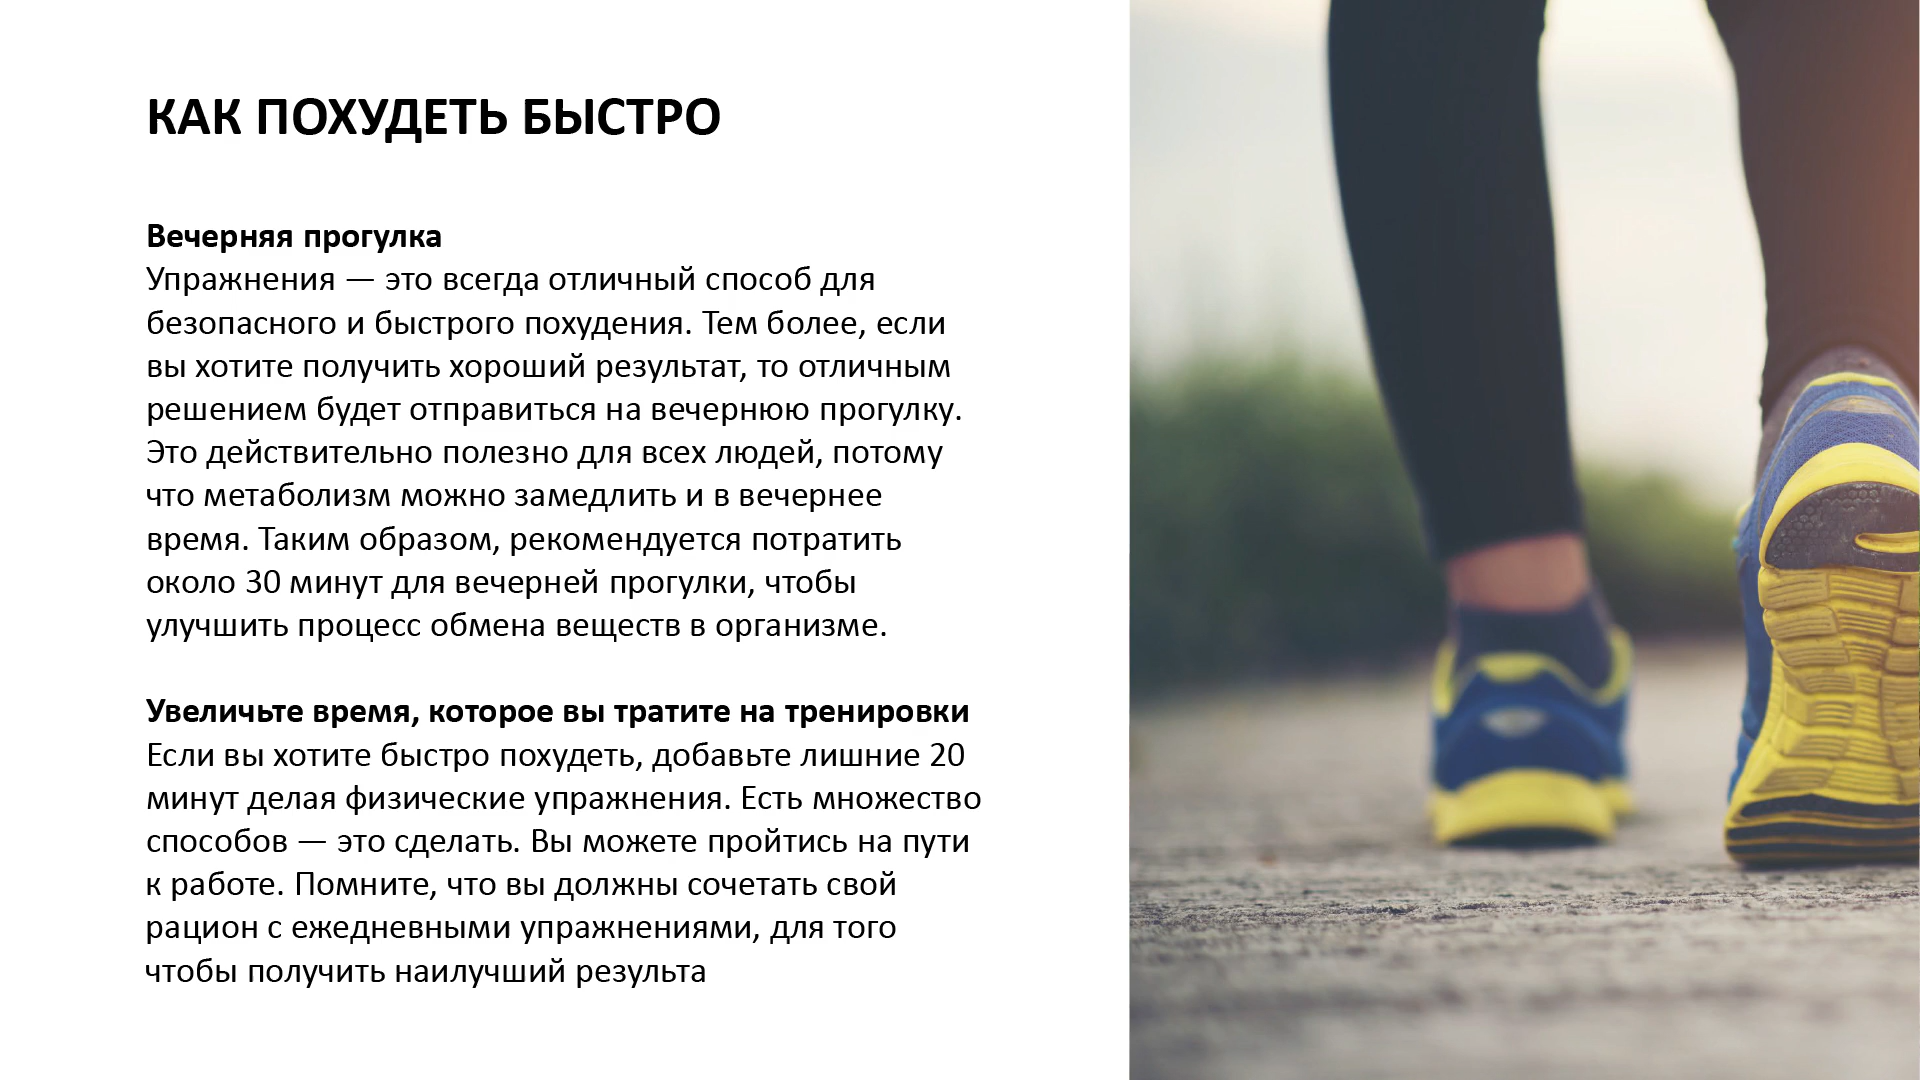 КАК ПОХУДЕТЬ БЫСТРО
Вечерняя прогулка
Упражнения — это всегда отличный способ для
безопасного и быстрого похудения. Тем более, если
вы хотите получить хороший результат, то отличным
решением будет отправиться на вечернюю прогулку.
Это действительно полезно для всех людей, потому
что метаболизм можно замедлить и в вечернее
время. Таким образом, рекомендуется потратить
около 30 минут для вечерней прогулки, чтобы
улучшить процесс обмена веществ в организме.
Увеличьте время, которое вы тратите на тренировки
Если вы хотите быстро похудеть, добавьте лишние 20
минут делая физические упражнения. Есть множество
способов — это сделать. Вы можете пройтись на пути
к работе. Помните, что вы должны сочетать свой
рацион с ежедневными упражнениями, для того
чтобы получить наилучший результа